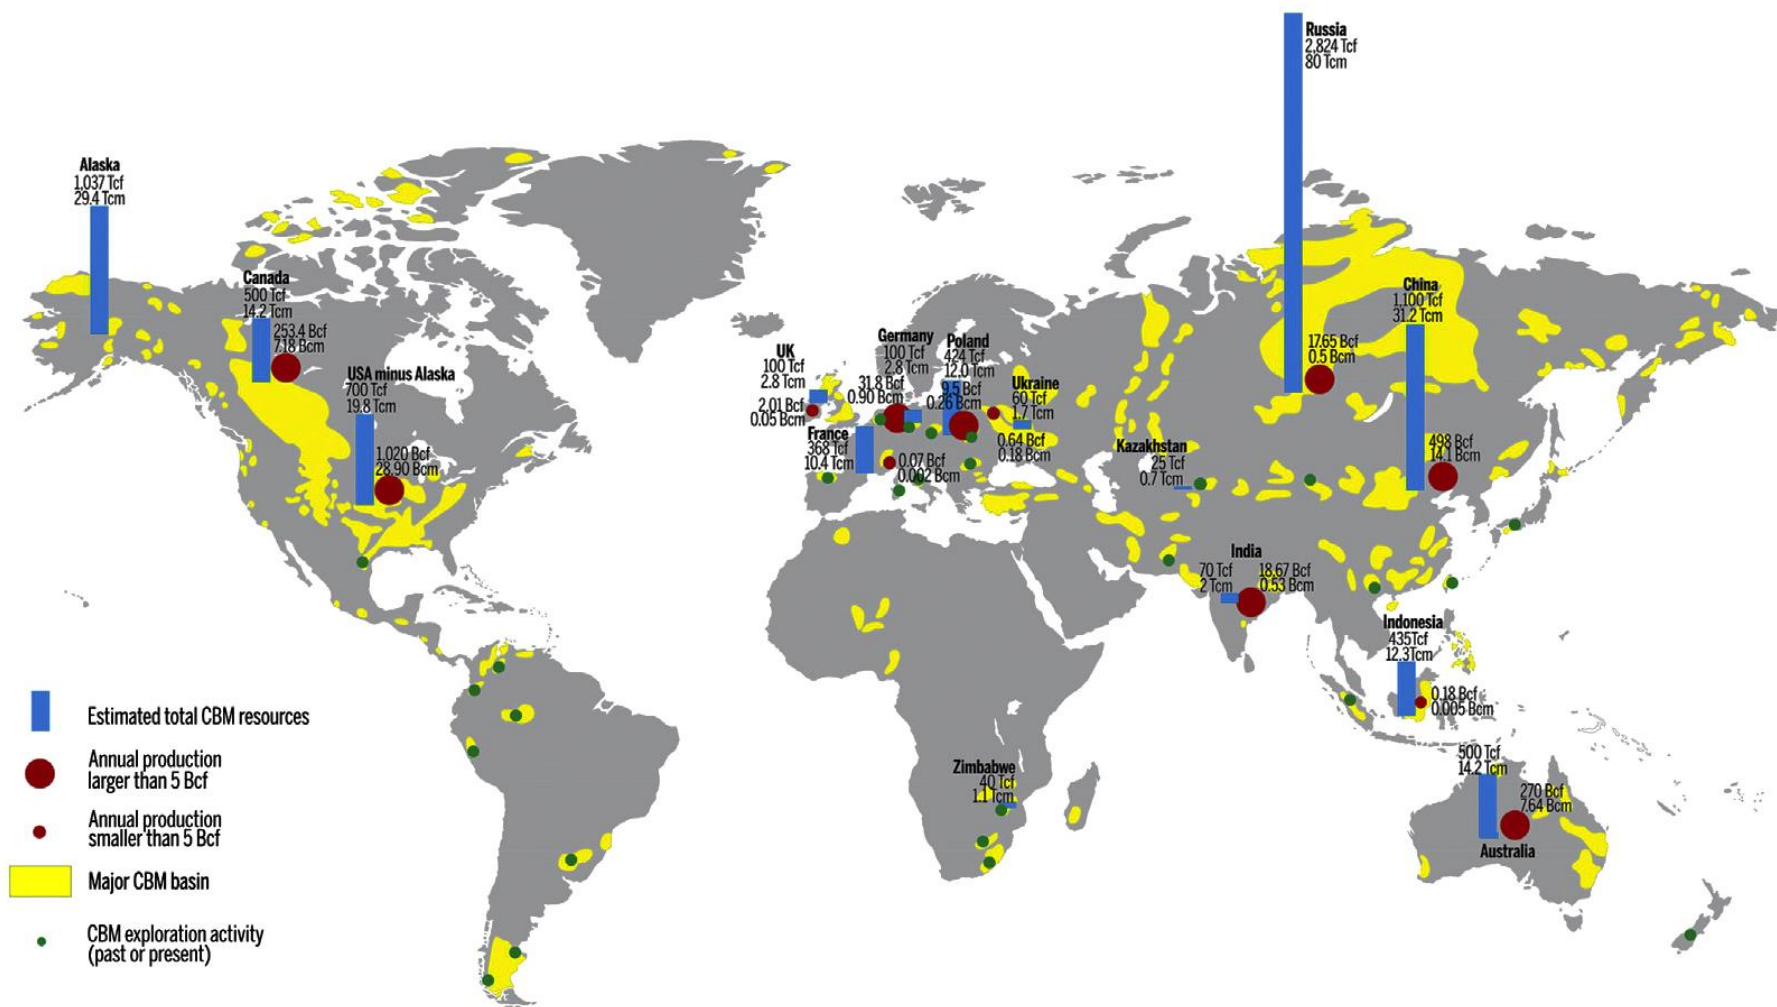 Russia
2,824 Tcf
80 Tcm
Alaska
1,037 Tcf
29.4 Tcm
Canada
500 Tcf
14.2 Tcm
253.4 Bcf
7.18 Bcm
USA minus Alaska
700 Tcf
19.8 Tcm
1.020 Bcf
28.90 Bcm
UK
100 Tcf
2.8 Tcm
2.01 Bcf
0.05 Bcm
Germany
100 Tcf
2.8 Tcm
31.8 Bcf
0.90 Bcm
Poland
424 Tcf
12.0 Tcm
9.5 Bcf
0.26 Bcm
Ukraine
60 Tcf
1.7 Tcm
0.64 Bcf
0.18 Bcm
France
368 Tcf
10.4 Tcm
0.07 Bcf
0.002 Bcm
Kazakhstan
25 Tcf
0.7 Tcm
17.65 Bcf
0.5 Bcm
China
1,100 Tcf
31.2 Tcm
498 Bcf
14.1 Bcm
India
70 Tcf
2 Tcm
18.67 Bcf
0.53 Bcm
Indonesia
435Tcf
12.3Tcm
0.18 Bcf
0.005 Bcm
Zimbabwe
40 Tcf
1.1 Tcm
500 Tcf
14.2 Tcm
270 Bcf
7.64 Bcm
Australia
Estimated total CBM resources
Annual production
larger than 5 Bcf
Annual production
smaller than 5 Bcf
Major CBM basin
CBM exploration activity
(past or present)